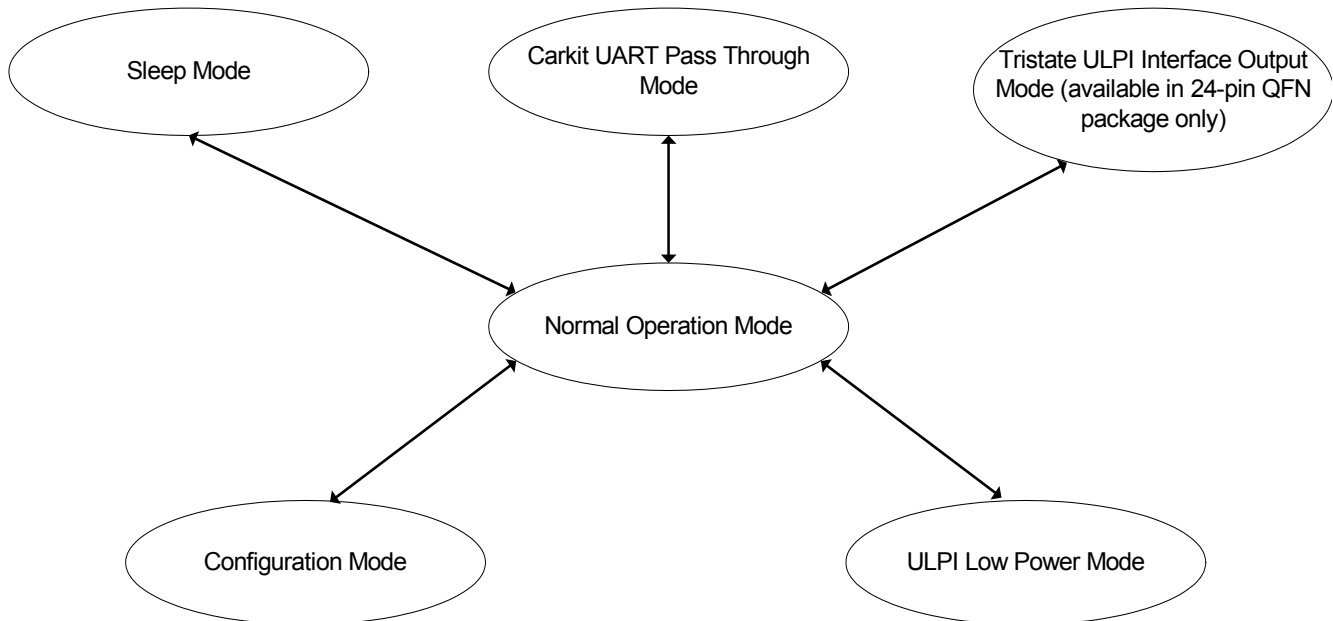 Sleep Mode
Carkit UART Pass Through
Mode
Tristate ULPI Interface Output
Mode (available in 24-pin QFN
package only)
Normal Operation Mode
Configuration Mode
ULPI Low Power Mode